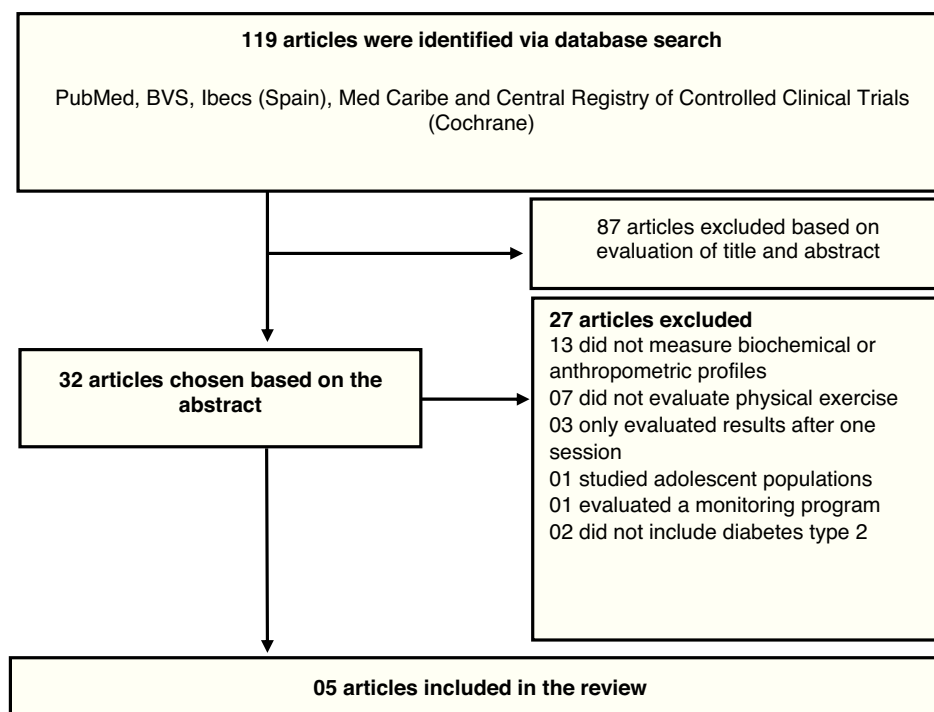 119 articles were identified via database search
PubMed, BVS, Ibecs (Spain), Med Caribe and Central Registry of Controlled Clinical Trials
(Cochrane)
87 articles excluded based on
evaluation of title and abstract
32 articles chosen based on the
abstract
27 articles excluded
13 did not measure biochemical or
anthropometric profiles
07 did not evaluate physical exercise
03 only evaluated results after one
session
01 studied adolescent populations
01 evaluated a monitoring program
02 did not include diabetes type 2
05 articles included in the review